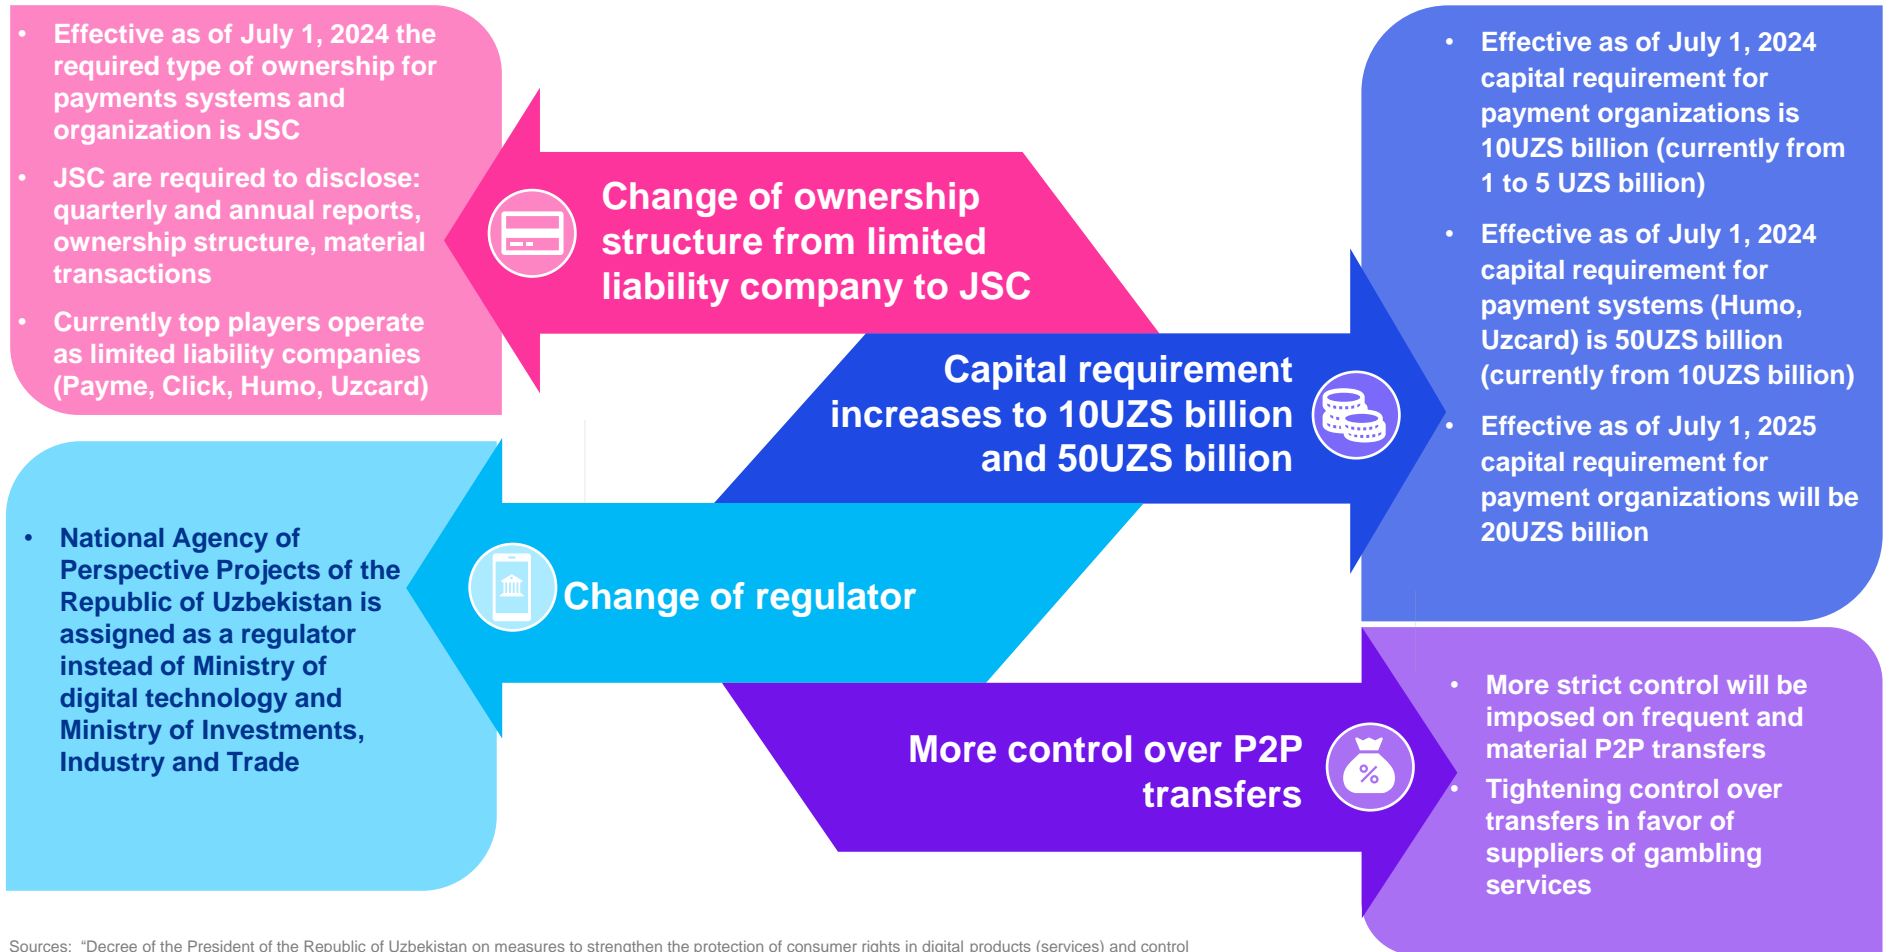 • Effective as of July 1, 2024 the
required type of ownership for
payments systems and
organization is JSC
• JSC are required to disclose:
quarterly and annual reports,
ownership structure, material
transactions
• Currently top players operate
as limited liability companies
(Payme, Click, Humo, Uzcard)
Change of ownership
structure from limited
liability company to JSC
Capital requirement
increases to 10UZS billion
and 50UZS billion
• Effective as of July 1, 2024
capital requirement for
payment organizations is
10UZS billion (currently from
1 to 5 UZS billion)
• Effective as of July 1, 2024
capital requirement for
payment systems (Humo,
Uzcard) is 50UZS billion
(currently from 10UZS billion)
• Effective as of July 1, 2025
capital requirement for
payment organizations will be
20UZS billion
• National Agency of
Perspective Projects of the
Republic of Uzbekistan is
assigned as a regulator
instead of Ministry of
digital technology and
Ministry of Investments,
Industry and Trade
Change of regulator
More control over P2P
transfers
%
• More strict control will be
imposed on frequent and
material P2P transfers
• Tightening control over
transfers in favor of
suppliers of gambling
services
Sources: “Decree of the President of the Republic of Uzbekistan on measures to strengthen the protection of consumer rights in digital products (services) and control